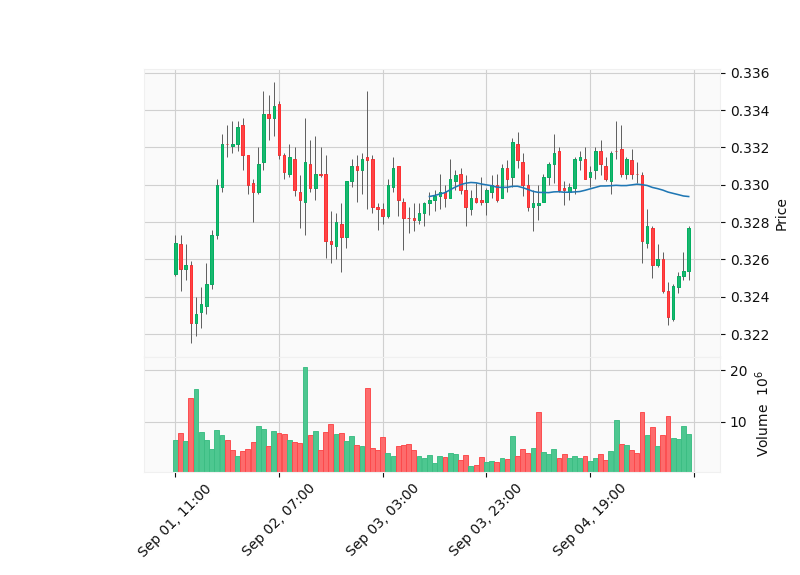 0.336
0.334
0.332
0.330
0.328
0.326
0.324
0.322
Price
20
10
Volume 10^6
Sep 01, 11:00
Sep 02, 07:00
Sep 03, 03:00
Sep 03, 23:00
Sep 04, 19:00